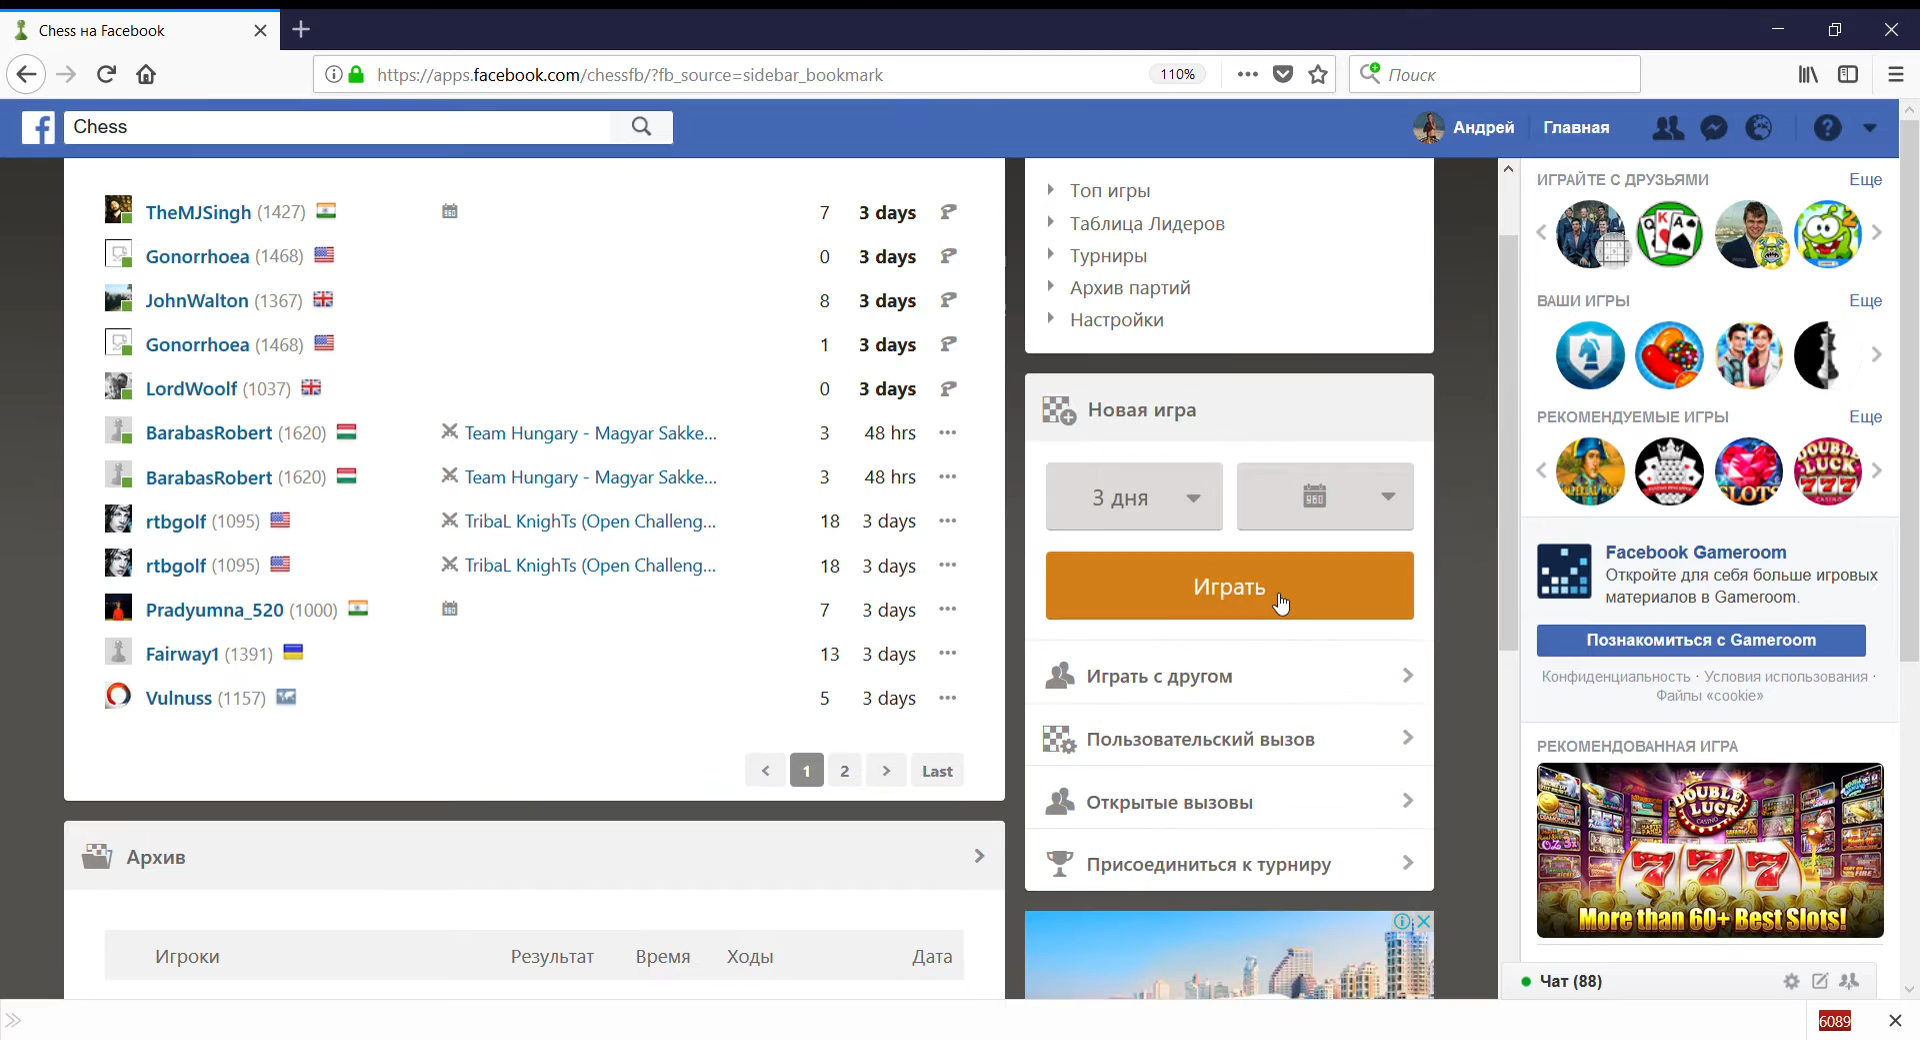 Chess на Facebook
https://apps.facebook.com/chessfb/?fb_source=sidebar_bookmark
110%
Поиск
Chess
Андрей
Главная
TheMJSingh (1427) 7 3 days
Gonorrhoea (1468) 0 3 days
JohnWalton (1367) 8 3 days
Gonorrhoea (1468) 1 3 days
LordWoolf (1037) 0 3 days
BarabasRobert (1620) Team Hungary - Magyar Sakke... 3 48 hrs
BarabasRobert (1620) Team Hungary - Magyar Sakke... 3 48 hrs
rtbgolf (1095) TribaL KnighTs (Open Challeng... 18 3 days
rtbgolf (1095) TribaL KnighTs (Open Challeng... 18 3 days
Pradyumna_520 (1000) 7 3 days
Fairway1 (1391) 13 3 days
Vulnuss (1157) 5 3 days
< 1 2 > Last
Архив
Игроки Результат Время Ходы Дата
Топ игры
Таблица Лидеров
Турниры
Архив партий
Настройки
Новая игра
3 дня
Играть
Играть с другом
Пользовательский вызов
Открытые вызовы
Присоединиться к турниру
ИГРАЙТЕ С ДРУЗЬЯМИ Еще
ВАШИ ИГРЫ Еще
РЕКОМЕНДУЕМЫЕ ИГРЫ Еще
SLOTS
DOUBLE
LUCK
777
Facebook Gameroom
Откройте для себя больше игровых
материалов в Gameroom.
Познакомиться с Gameroom
Конфиденциальность · Условия использования ·
Файлы «cookie»
РЕКОМЕНДОВАННАЯ ИГРА
DOUBLE
LUCK
CASINO
777
More than 60+ Best Slots!
Чат (88)
6089